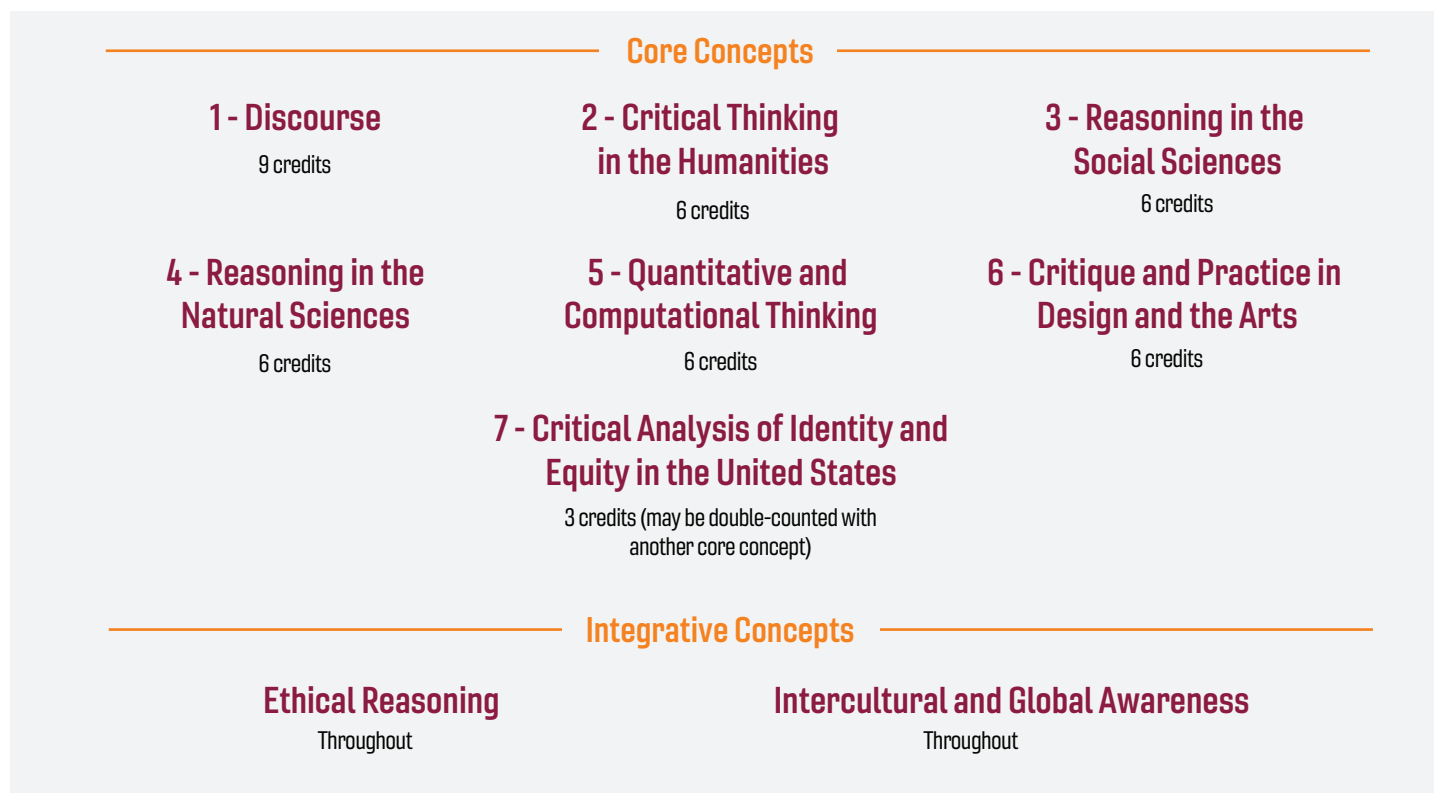 Core Concepts
1 - Discourse
9 credits
2 - Critical Thinking
in the Humanities
6 credits
3 - Reasoning in the
Social Sciences
6 credits
4 - Reasoning in the
Natural Sciences
6 credits
5 - Quantitative and
Computational Thinking
6 credits
6 - Critique and Practice in
Design and the Arts
6 credits
7 - Critical Analysis of Identity and
Equity in the United States
3 credits (may be double-counted with
another core concept)
Integrative Concepts
Ethical Reasoning
Throughout
Intercultural and Global Awareness
Throughout